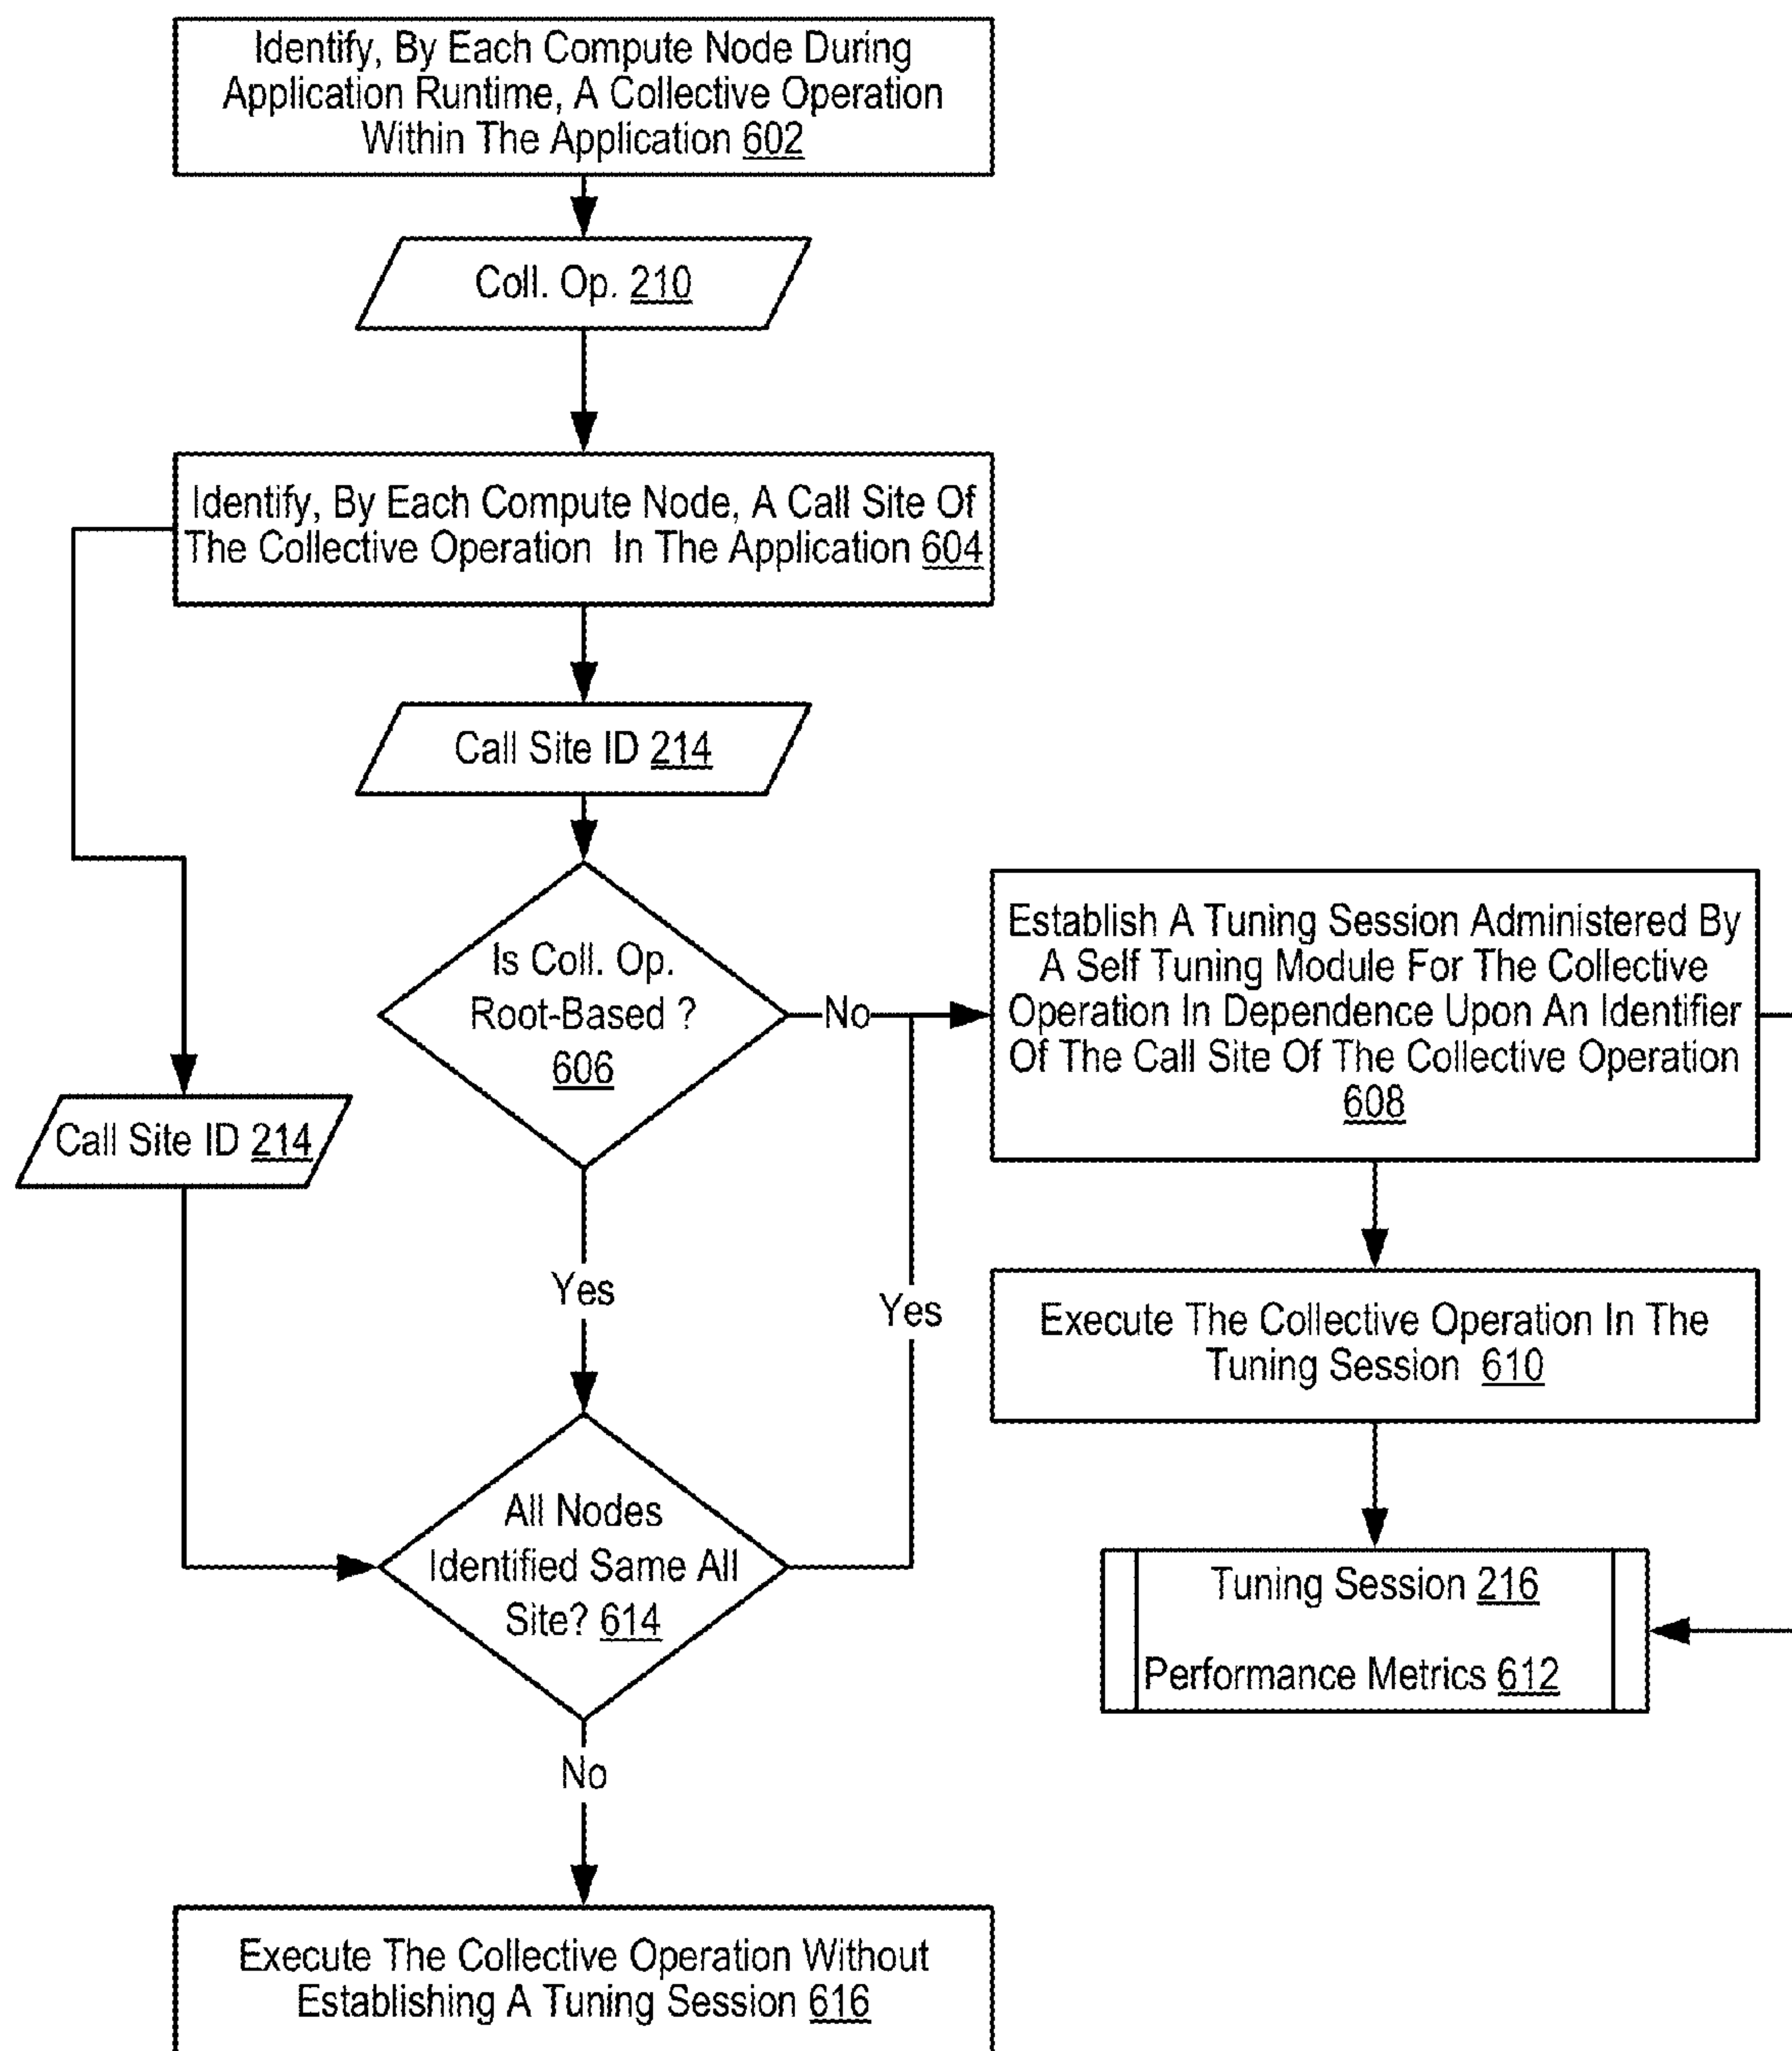 Identify, By Each Compute Node During
Application Runtime, A Collective Operation
Within The Application 602
Coll. Op. 210
Identify, By Each Compute Node, A Call Site Of
The Collective Operation In The Application 604
Call Site ID 214
Is Coll. Op.
Root-Based ?
606
No
Establish A Tuning Session Administered By
A Self Tuning Module For The Collective
Operation In Dependence Upon An Identifier
Of The Call Site Of The Collective Operation
608
Call Site ID 214
Yes
Yes
Execute The Collective Operation In The
Tuning Session 610
All Nodes
Identified Same All
Site? 614
Tuning Session 216
Performance Metrics 612
No
Execute The Collective Operation Without
Establishing A Tuning Session 616